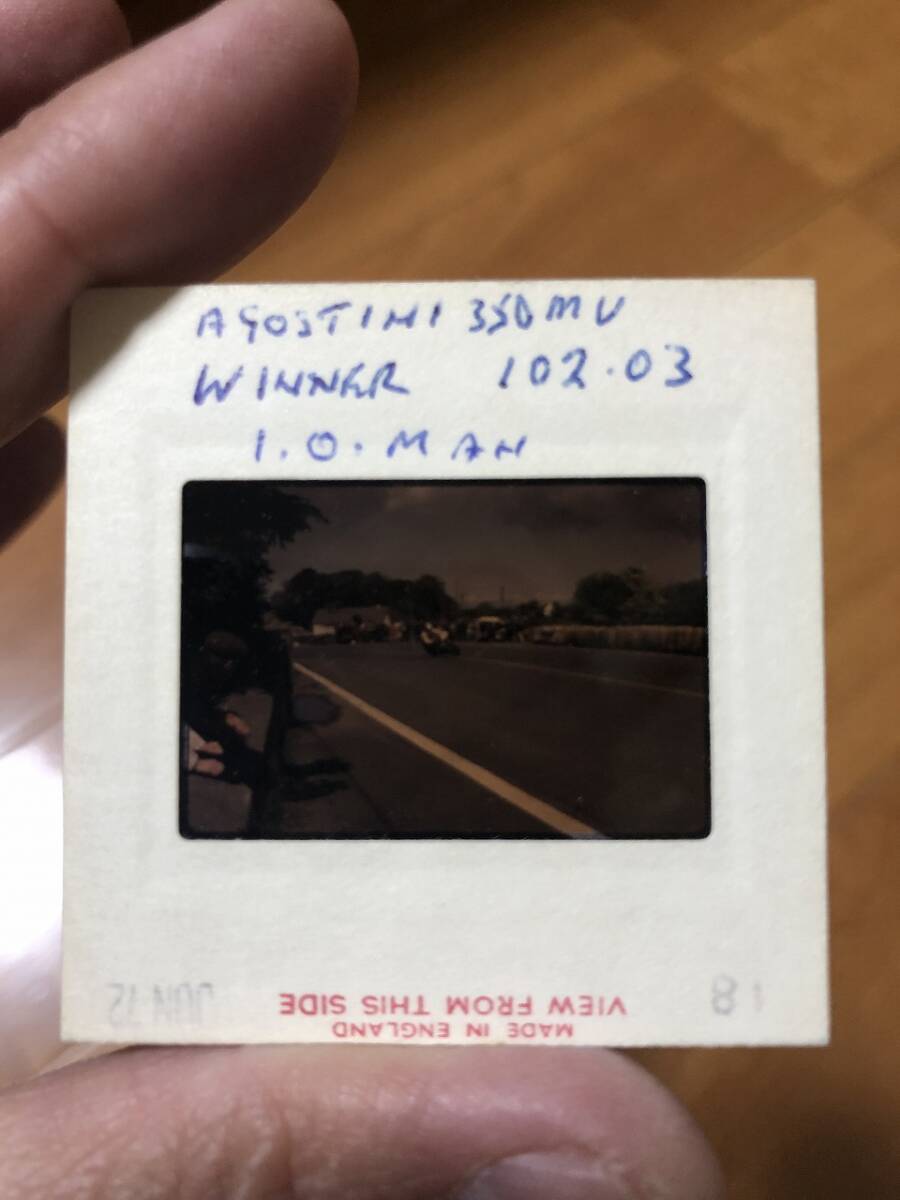 AGOSTINI 350 MV
WINNER 102.03
I.O. MAN
JUN 72
VIEW FROM THIS SIDE
18
MADE IN ENGLAND